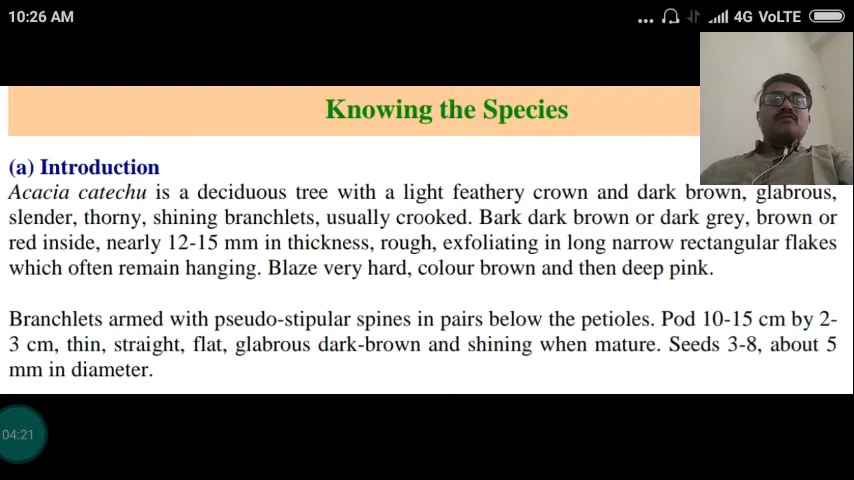 10:26 AM
... 4G VoLTE
Knowing the Species
(a) Introduction
Acacia catechu is a deciduous tree with a light feathery crown and dark brown, glabrous,
slender, thorny, shining branchlets, usually crooked. Bark dark brown or dark grey, brown or
red inside, nearly 12-15 mm in thickness, rough, exfoliating in long narrow rectangular flakes
which often remain hanging. Blaze very hard, colour brown and then deep pink.
Branchlets armed with pseudo-stipular spines in pairs below the petioles. Pod 10-15 cm by 2-
3 cm, thin, straight, flat, glabrous dark-brown and shining when mature. Seeds 3-8, about 5
mm in diameter.
04:21